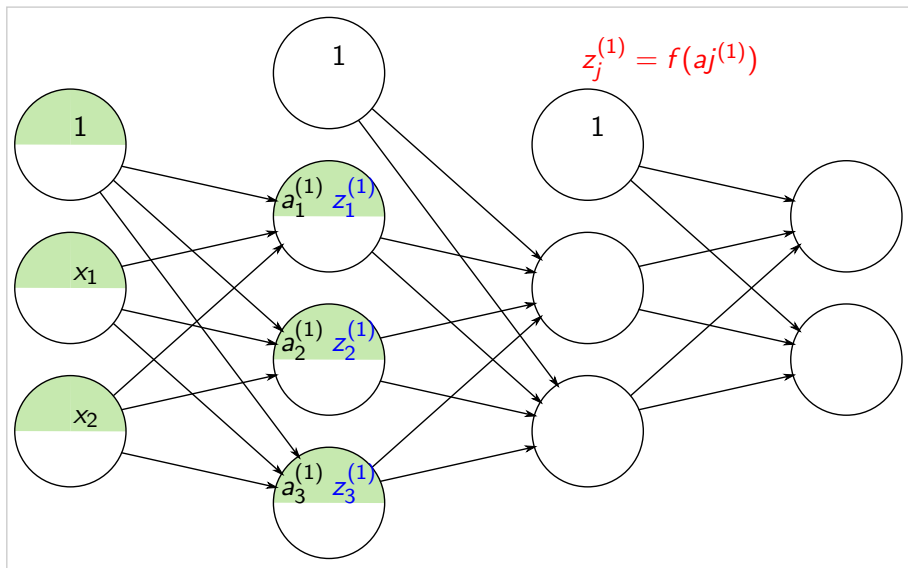 1
z_j^{(1)} = f(aj^{(1)})
1
1
a_1^{(1)} z_1^{(1)}
x_1
a_2^{(1)} z_2^{(1)}
x_2
a_3^{(1)} z_3^{(1)}